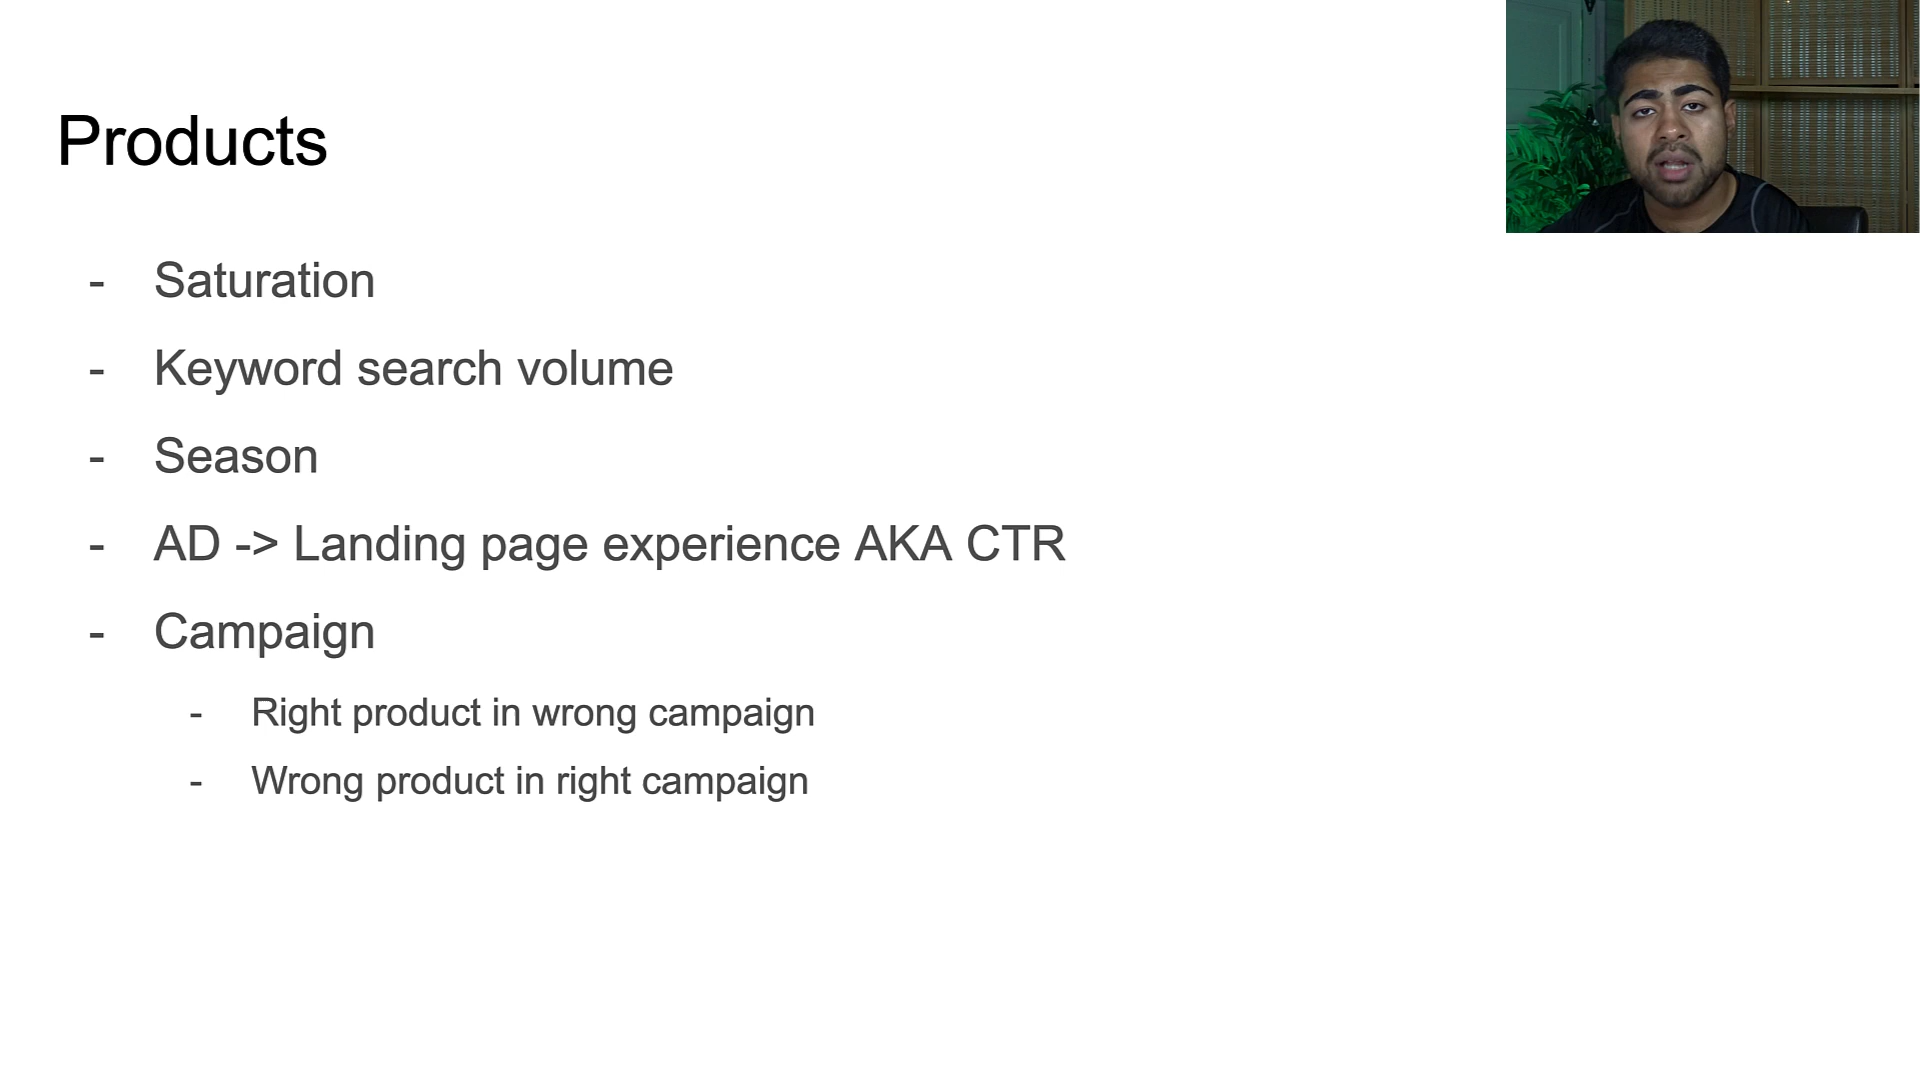 Products
- Saturation
- Keyword search volume
- Season
- AD -> Landing page experience AKA CTR
- Campaign
- Right product in wrong campaign
- Wrong product in right campaign